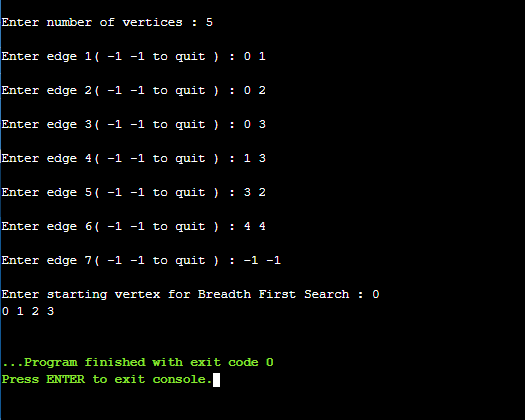 Enter number of vertices : 5
Enter edge 1( -1 -1 to quit ) : 0 1
Enter edge 2( -1 -1 to quit ) : 0 2
Enter edge 3( -1 -1 to quit ) : 0 3
Enter edge 4( -1 -1 to quit ) : 1 3
Enter edge 5( -1 -1 to quit ) : 3 2
Enter edge 6( -1 -1 to quit ) : 4 4
Enter edge 7( -1 -1 to quit ) : -1 -1
Enter starting vertex for Breadth First Search : 0
0 1 2 3
...Program finished with exit code 0
Press ENTER to exit console.